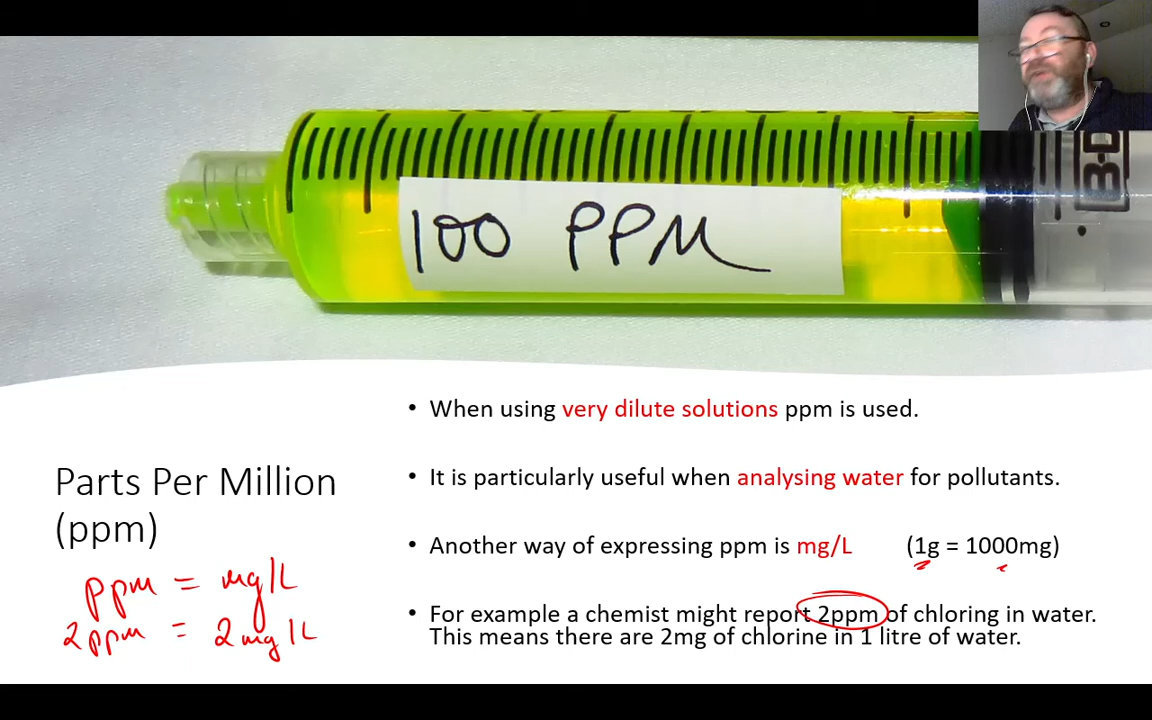 100 PPM
B-D
• When using very dilute solutions ppm is used.
• It is particularly useful when analysing water for pollutants.
Parts Per Million
(ppm)
• Another way of expressing ppm is mg/L (1g = 1000mg)
ppm = mg/L
2ppm = 2mg/L
• For example a chemist might report 2ppm of chloring in water.
This means there are 2mg of chlorine in 1 litre of water.